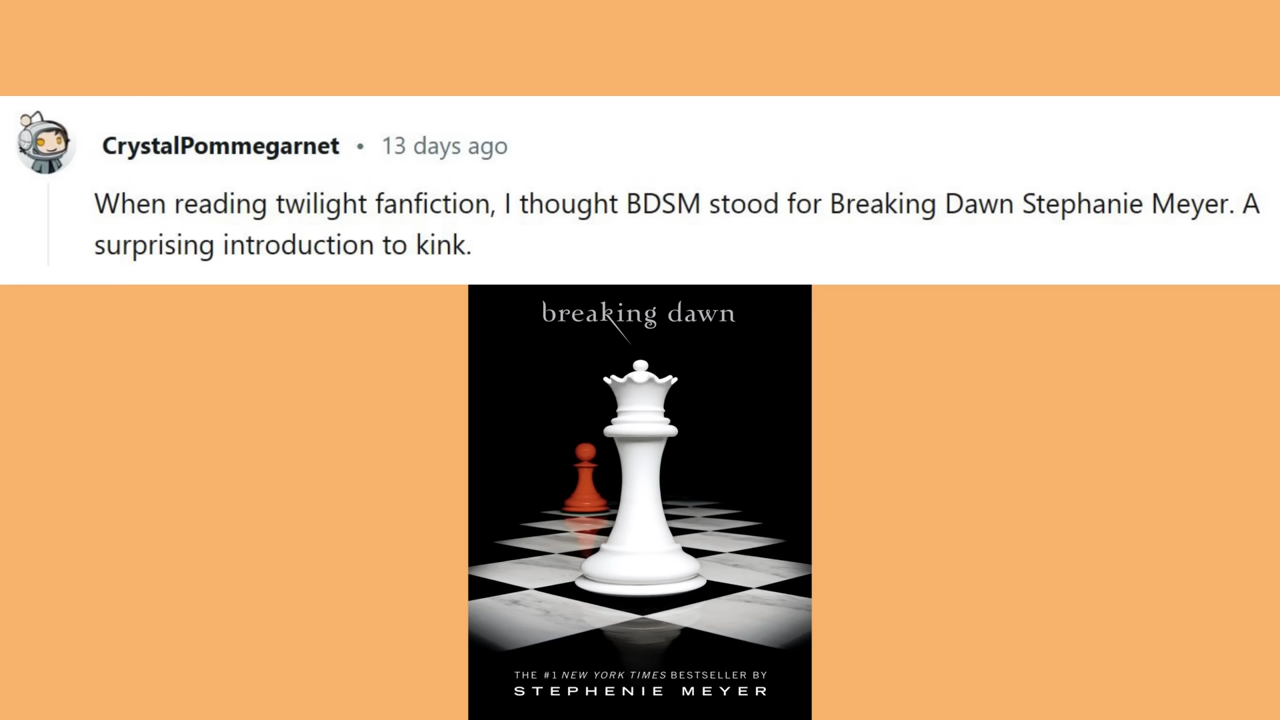 CrystalPommegarnet • 13 days ago
When reading twilight fanfiction, I thought BDSM stood for Breaking Dawn Stephanie Meyer. A
surprising introduction to kink.
breaking dawn
THE #1 NEW YORK TIMES BESTSELLER BY
STEPHENIE MEYER